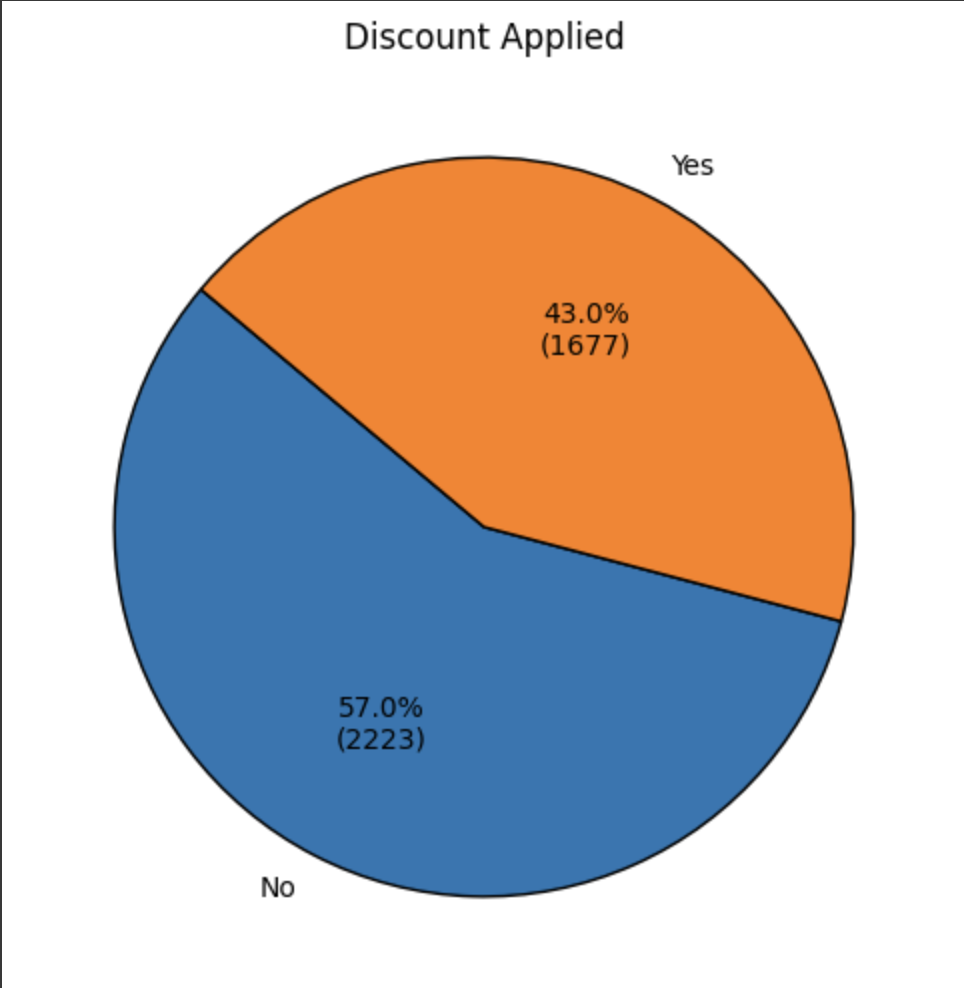 Discount Applied
Yes
43.0%
(1677)
57.0%
(2223)
No